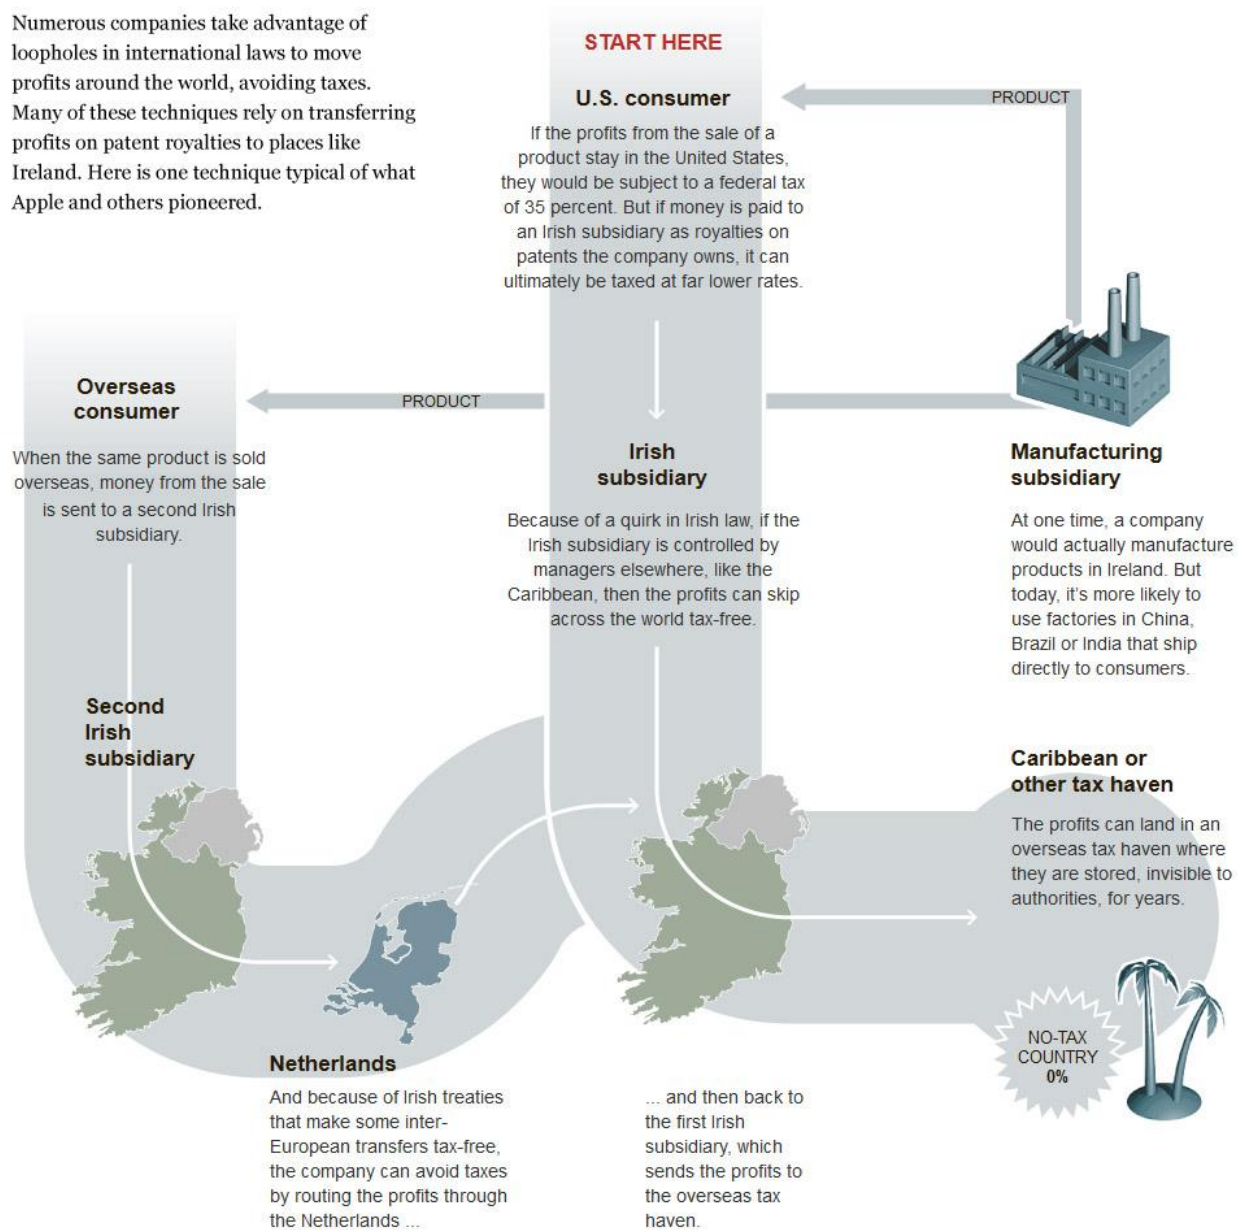 Numerous companies take advantage of
loopholes in international laws to move
profits around the world, avoiding taxes.
Many of these techniques rely on transferring
profits on patent royalties to places like
Ireland. Here is one technique typical of what
Apple and others pioneered.
START HERE
U.S. consumer
If the profits from the sale of a
product stay in the United States,
they would be subject to a federal tax
of 35 percent. But if money is paid to
an Irish subsidiary as royalties on
patents the company owns, it can
ultimately be taxed at far lower rates.
PRODUCT
Overseas
consumer
When the same product is sold
overseas, money from the sale
is sent to a second Irish
subsidiary.
PRODUCT
Irish
subsidiary
Because of a quirk in Irish law, if the
Irish subsidiary is controlled by
managers elsewhere, like the
Caribbean, then the profits can skip
across the world tax-free.
Manufacturing
subsidiary
At one time, a company
would actually manufacture
products in Ireland. But
today, it's more likely to
use factories in China,
Brazil or India that ship
directly to consumers.
Second
Irish
subsidiary
Caribbean or
other tax haven
The profits can land in an
overseas tax haven where
they are stored, invisible to
authorities, for years.
NO-TAX
COUNTRY
0%
Netherlands
And because of Irish treaties
that make some inter-
European transfers tax-free,
the company can avoid taxes
by routing the profits through
the Netherlands ...
... and then back to
the first Irish
subsidiary, which
sends the profits to
the overseas tax
haven.